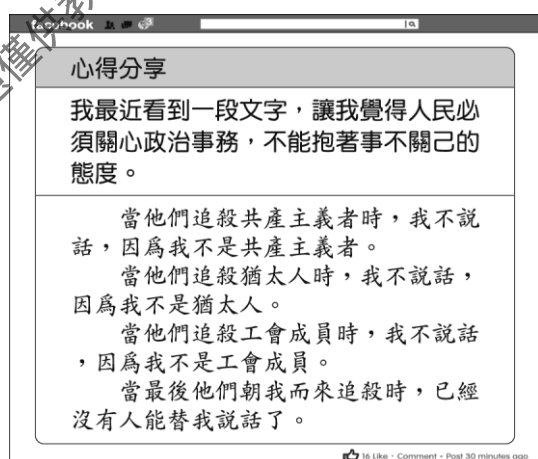 facebook
心得分享
我最近看到一段文字，讓我覺得人民必
須關心政治事務，不能抱著事不關己的
態度。
當他們追殺共產主義者時，我不說
話，因為我不是共產主義者。
當他們追殺猶太人時，我不說話，
因為我不是猶太人。
當他們追殺工會成員時，我不說話
，因為我不是工會成員。
當最後他們朝我而來追殺時，已經
沒有人能替我說話了。
16 Like · Comment · Post 30 minutes ago